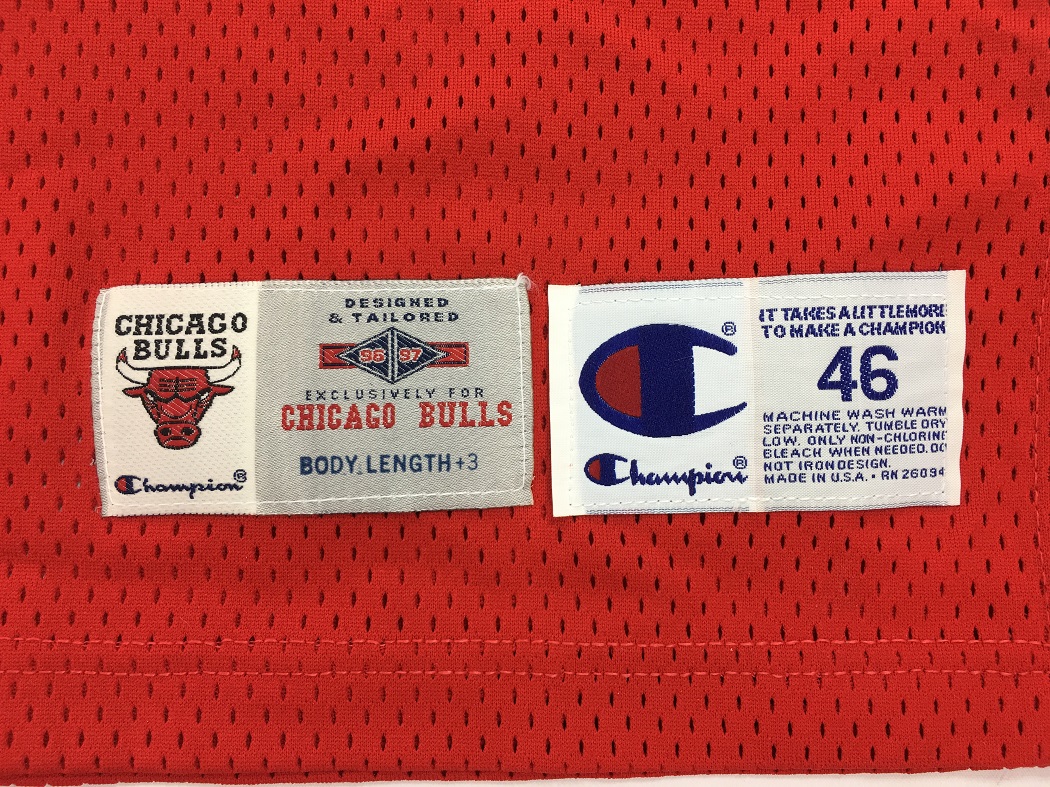 CHICAGO
BULLS
Champion®
DESIGNED
& TAILORED
96 97
EXCLUSIVELY FOR
CHICAGO BULLS
BODY LENGTH +3
®
Champion®
IT TAKES A LITTLE MORE
TO MAKE A CHAMPION
46
MACHINE WASH WARM
SEPARATELY. TUMBLE DRY
LOW. ONLY NON-CHLORINE
BLEACH WHEN NEEDED. DO
NOT IRON DESIGN.
MADE IN U.S.A. • RN 26094